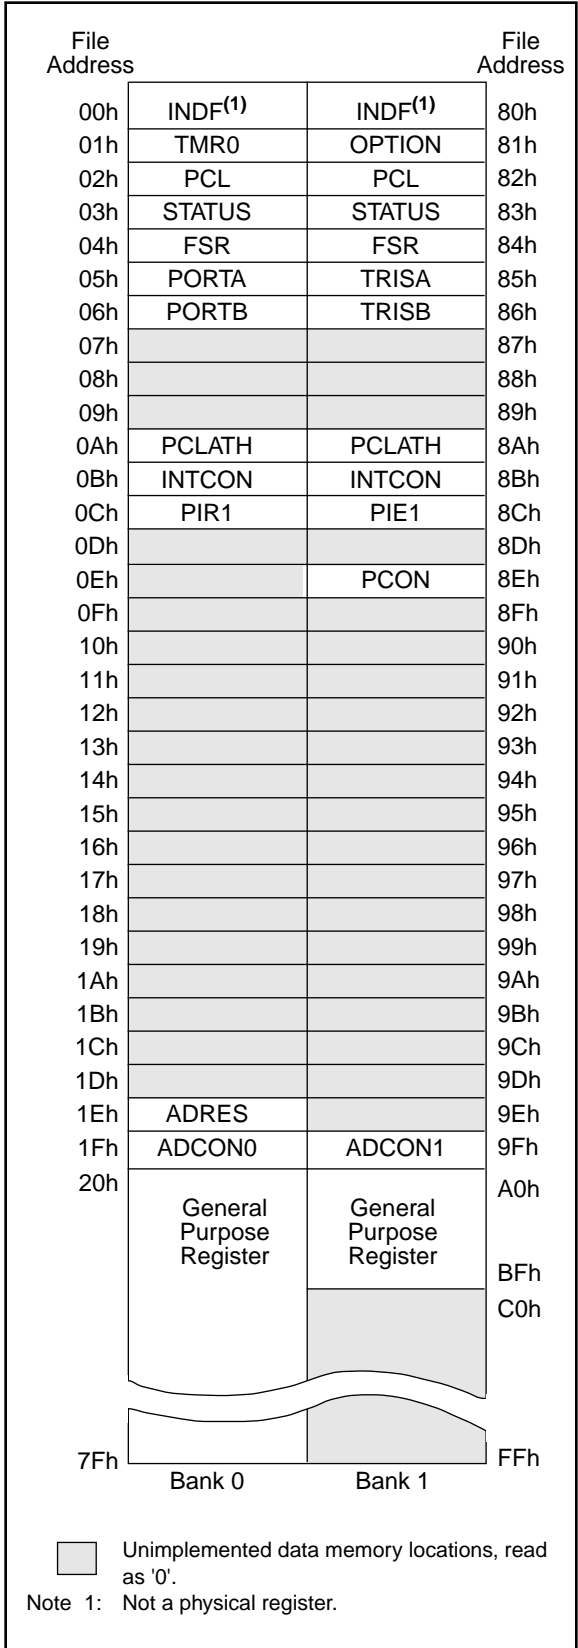 File Address File Address
00h INDF(1) INDF(1) 80h
01h TMR0 OPTION 81h
02h PCL PCL 82h
03h STATUS STATUS 83h
04h FSR FSR 84h
05h PORTA TRISA 85h
06h PORTB TRISB 86h
07h 87h
08h 88h
09h 89h
0Ah PCLATH PCLATH 8Ah
0Bh INTCON INTCON 8Bh
0Ch PIR1 PIE1 8Ch
0Dh 8Dh
0Eh PCON 8Eh
0Fh 8Fh
10h 90h
11h 91h
12h 92h
13h 93h
14h 94h
15h 95h
16h 96h
17h 97h
18h 98h
19h 99h
1Ah 9Ah
1Bh 9Bh
1Ch 9Ch
1Dh 9Dh
1Eh ADRES 9Eh
1Fh ADCON0 ADCON1 9Fh
20h A0h
General General
Purpose Purpose
Register Register
BFh
C0h
7Fh FFh
Bank 0 Bank 1
Unimplemented data memory locations, read
as '0'.
Note 1: Not a physical register.